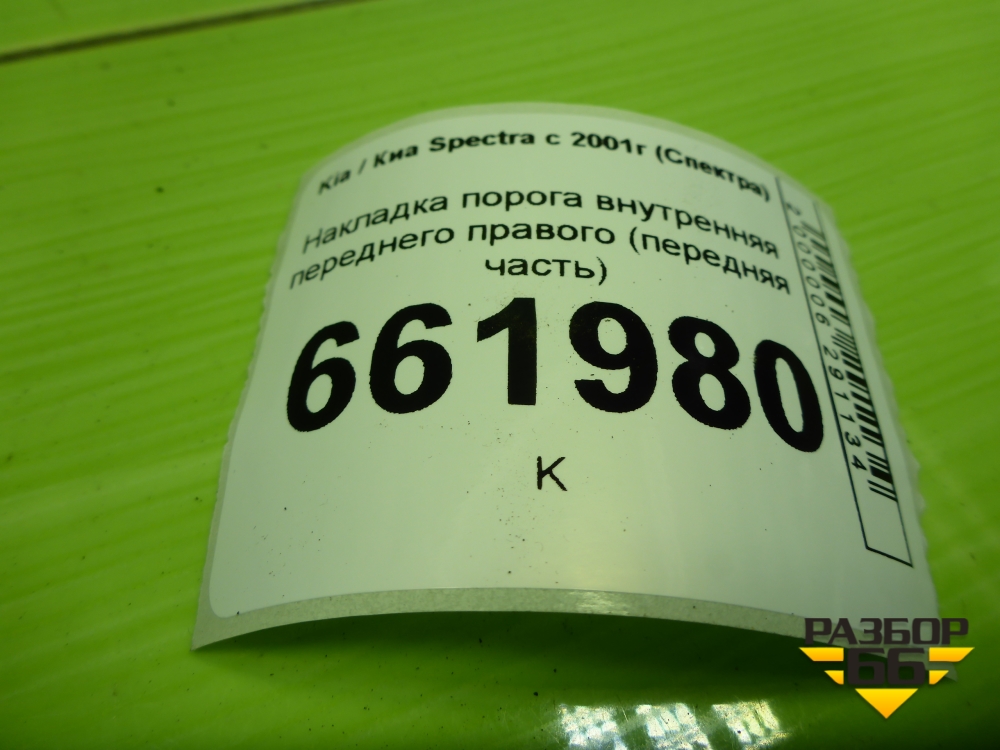 Kia / Киа Spectra с 2001г (Спектра)
Накладка порога внутренняя
переднего правого (передняя
часть)
661980
К
2000006291134
РАЗБОР
66